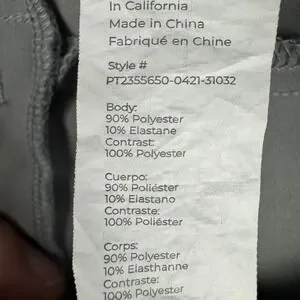 In California
Made in China
Fabriqué en Chine
Style #
PT2355650-0421-31032
Body:
90% Polyester
10% Elastane
Contrast:
100% Polyester
Cuerpo:
90% Poliéster
10% Elastano
Contraste:
100% Poliéster
Corps:
90% Polyester
10% Elasthanne
Contraste:
100% Polyester